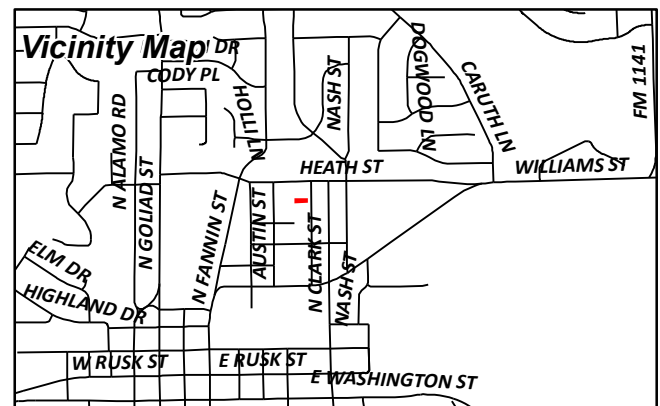 Vicinity Map
DR
CODY PL
HOLLI LN
NASH ST
DOGWOOD LN
CARUTH LN
FM 1141
N ALAMO RD
N GOLIAD ST
HEATH ST
WILLIAMS ST
N FANNIN ST
AUSTIN ST
N CLARK ST
NASH ST
ELM DR
HIGHLAND DR
W RUSK ST
E RUSK ST
E WASHINGTON ST